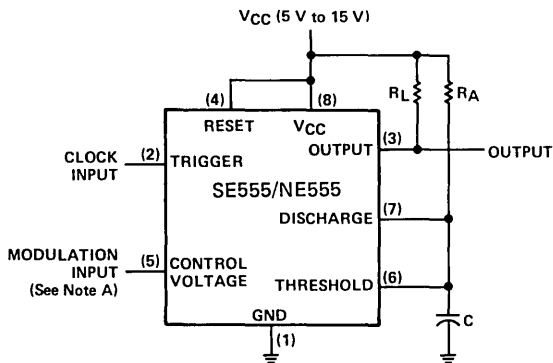 VCC (5 V to 15 V)
RL
RA
(4)
(8)
RESET
VCC
(3)
OUTPUT
OUTPUT
CLOCK
INPUT
(2)
TRIGGER
SE555/NE555
(7)
DISCHARGE
MODULATION
INPUT
(See Note A)
(5)
CONTROL
VOLTAGE
(6)
THRESHOLD
GND
(1)
C